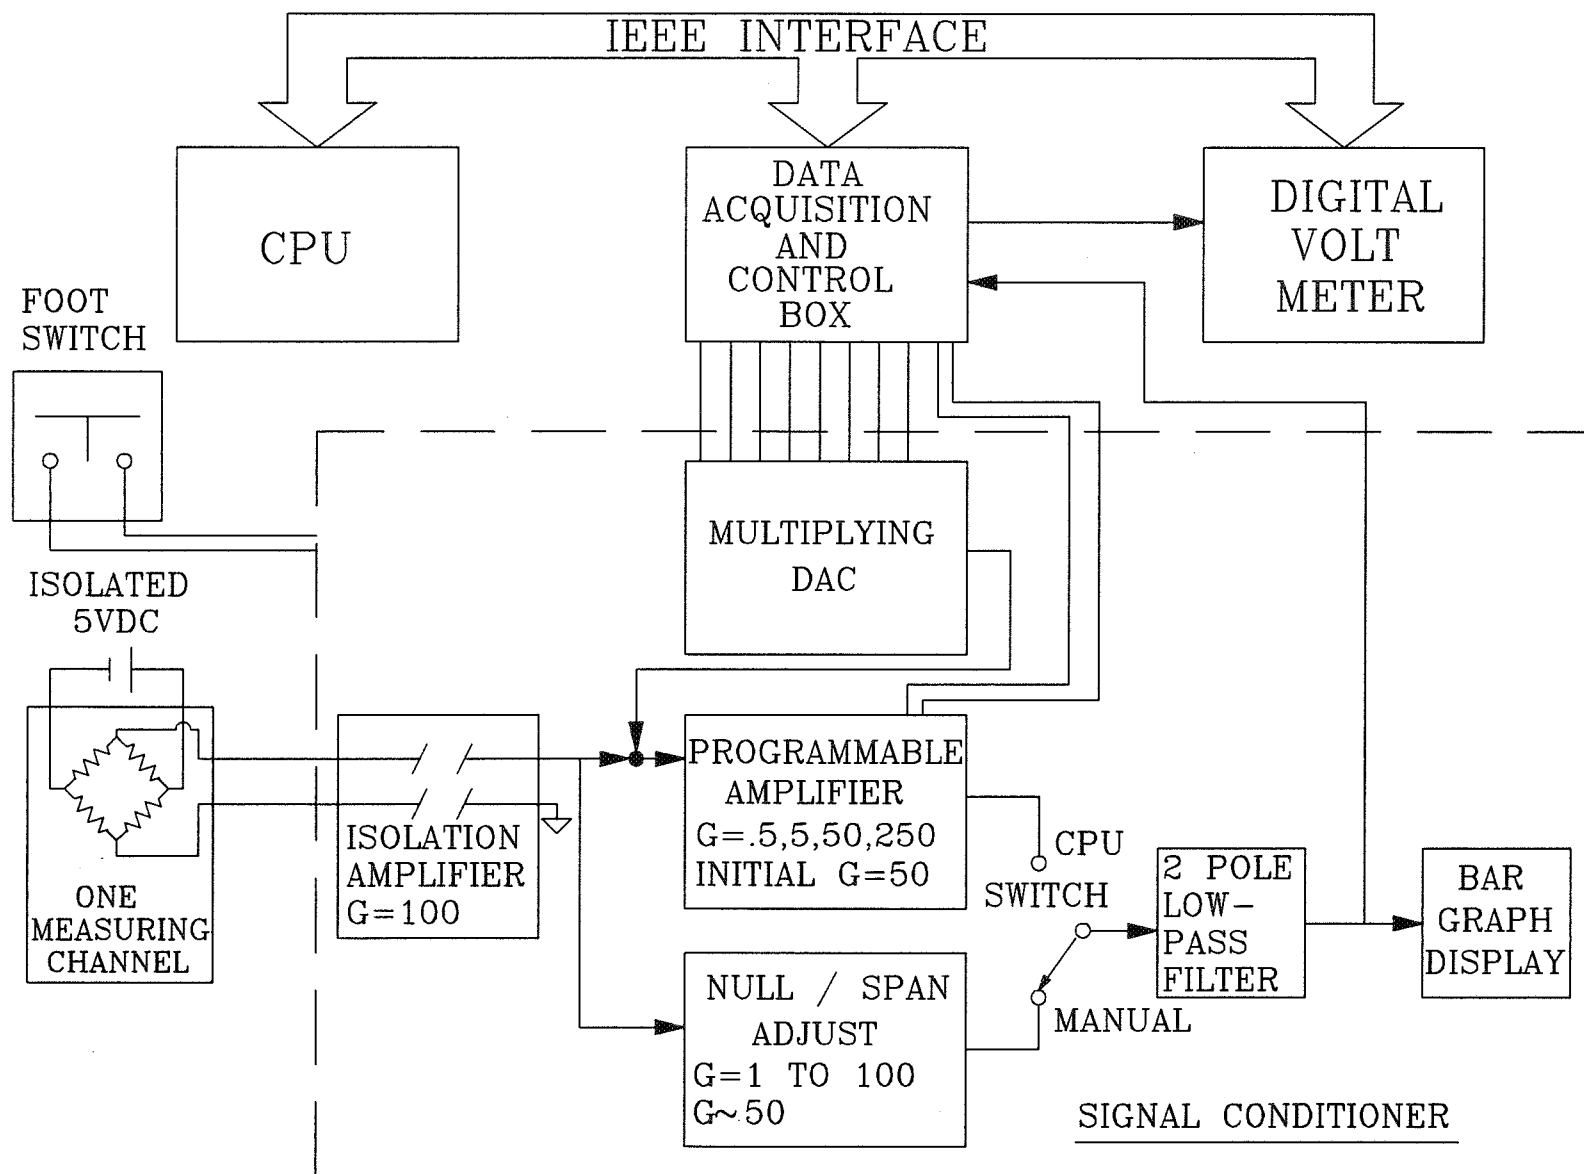 IEEE INTERFACE
CPU
DATA
ACQUISITION
AND
CONTROL
BOX
DIGITAL
VOLT
METER
FOOT
SWITCH
MULTIPLYING
DAC
ISOLATED
5VDC
ONE
MEASURING
CHANNEL
ISOLATION
AMPLIFIER
G=100
PROGRAMMABLE
AMPLIFIER
G=.5,5,50,250
INITIAL G=50
CPU
SWITCH
MANUAL
2 POLE
LOW-
PASS
FILTER
BAR
GRAPH
DISPLAY
NULL / SPAN
ADJUST
G=1 TO 100
G~50
SIGNAL CONDITIONER